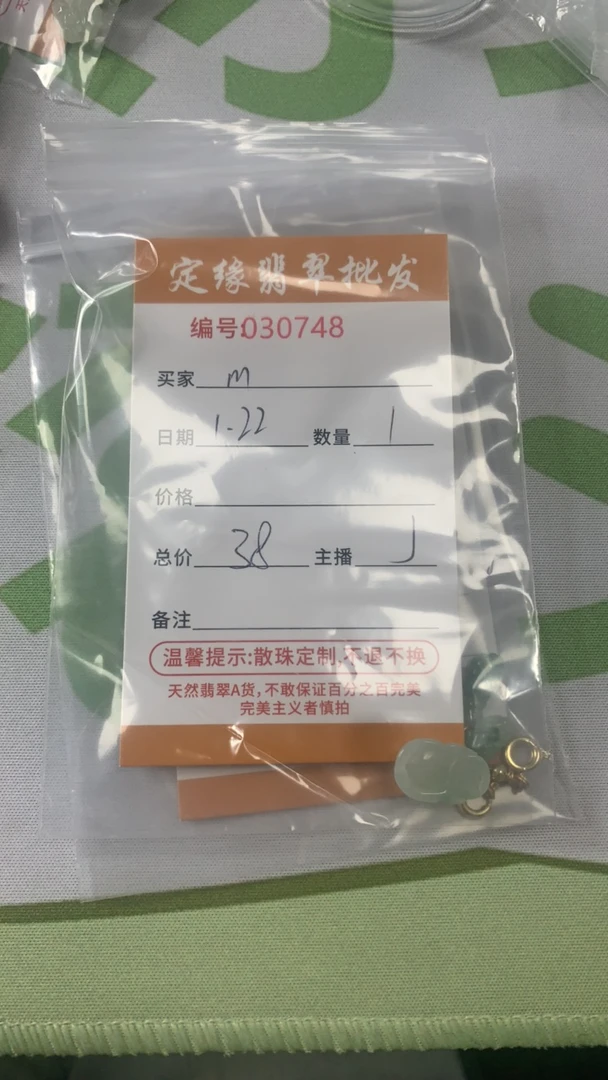 定缘翡翠批发
编号:030748
买家 m
日期 1.22 数量 1
价格
总价 38 主播 J
备注
温馨提示:散珠定制,不退不换
天然翡翠A货,不敢保证百分之百完美
完美主义者慎拍